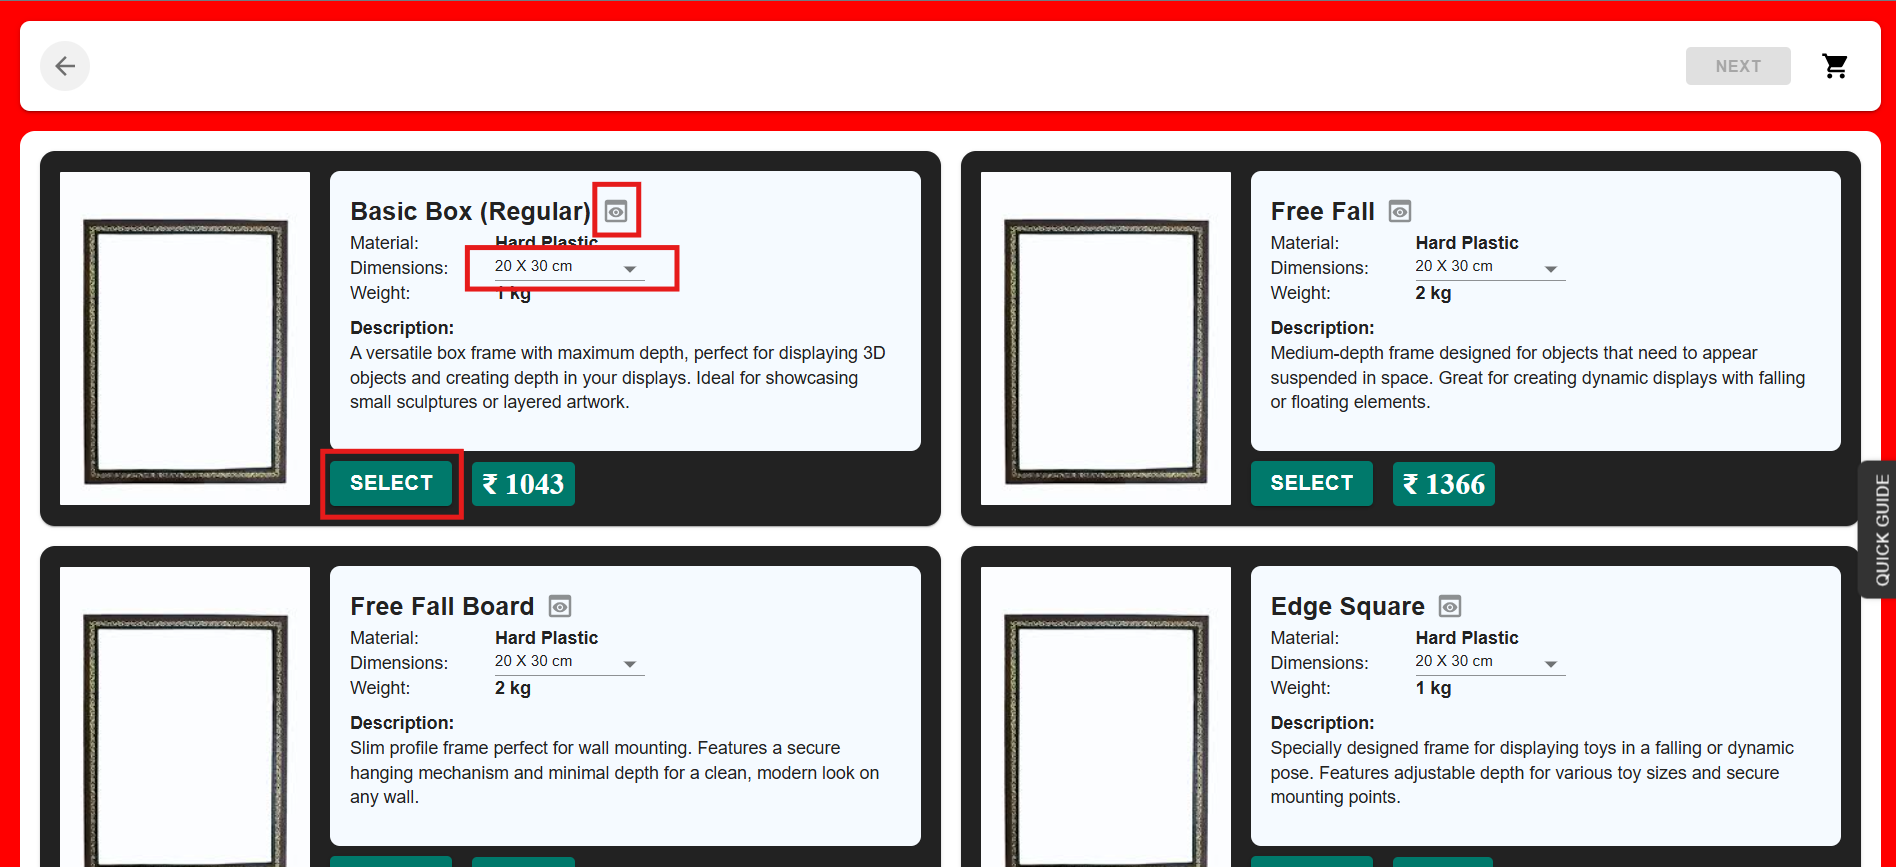 NEXT
Basic Box (Regular)
Material: Hard Plastic
Dimensions: 20 X 30 cm
Weight: 1 kg
Description:
A versatile box frame with maximum depth, perfect for displaying 3D
objects and creating depth in your displays. Ideal for showcasing
small sculptures or layered artwork.
SELECT ₹ 1043
Free Fall
Material: Hard Plastic
Dimensions: 20 X 30 cm
Weight: 2 kg
Description:
Medium-depth frame designed for objects that need to appear
suspended in space. Great for creating dynamic displays with falling
or floating elements.
SELECT ₹ 1366
QUICK GUIDE
Free Fall Board
Material: Hard Plastic
Dimensions: 20 X 30 cm
Weight: 2 kg
Description:
Slim profile frame perfect for wall mounting. Features a secure
hanging mechanism and minimal depth for a clean, modern look on
any wall.
Edge Square
Material: Hard Plastic
Dimensions: 20 X 30 cm
Weight: 1 kg
Description:
Specially designed frame for displaying toys in a falling or dynamic
pose. Features adjustable depth for various toy sizes and secure
mounting points.